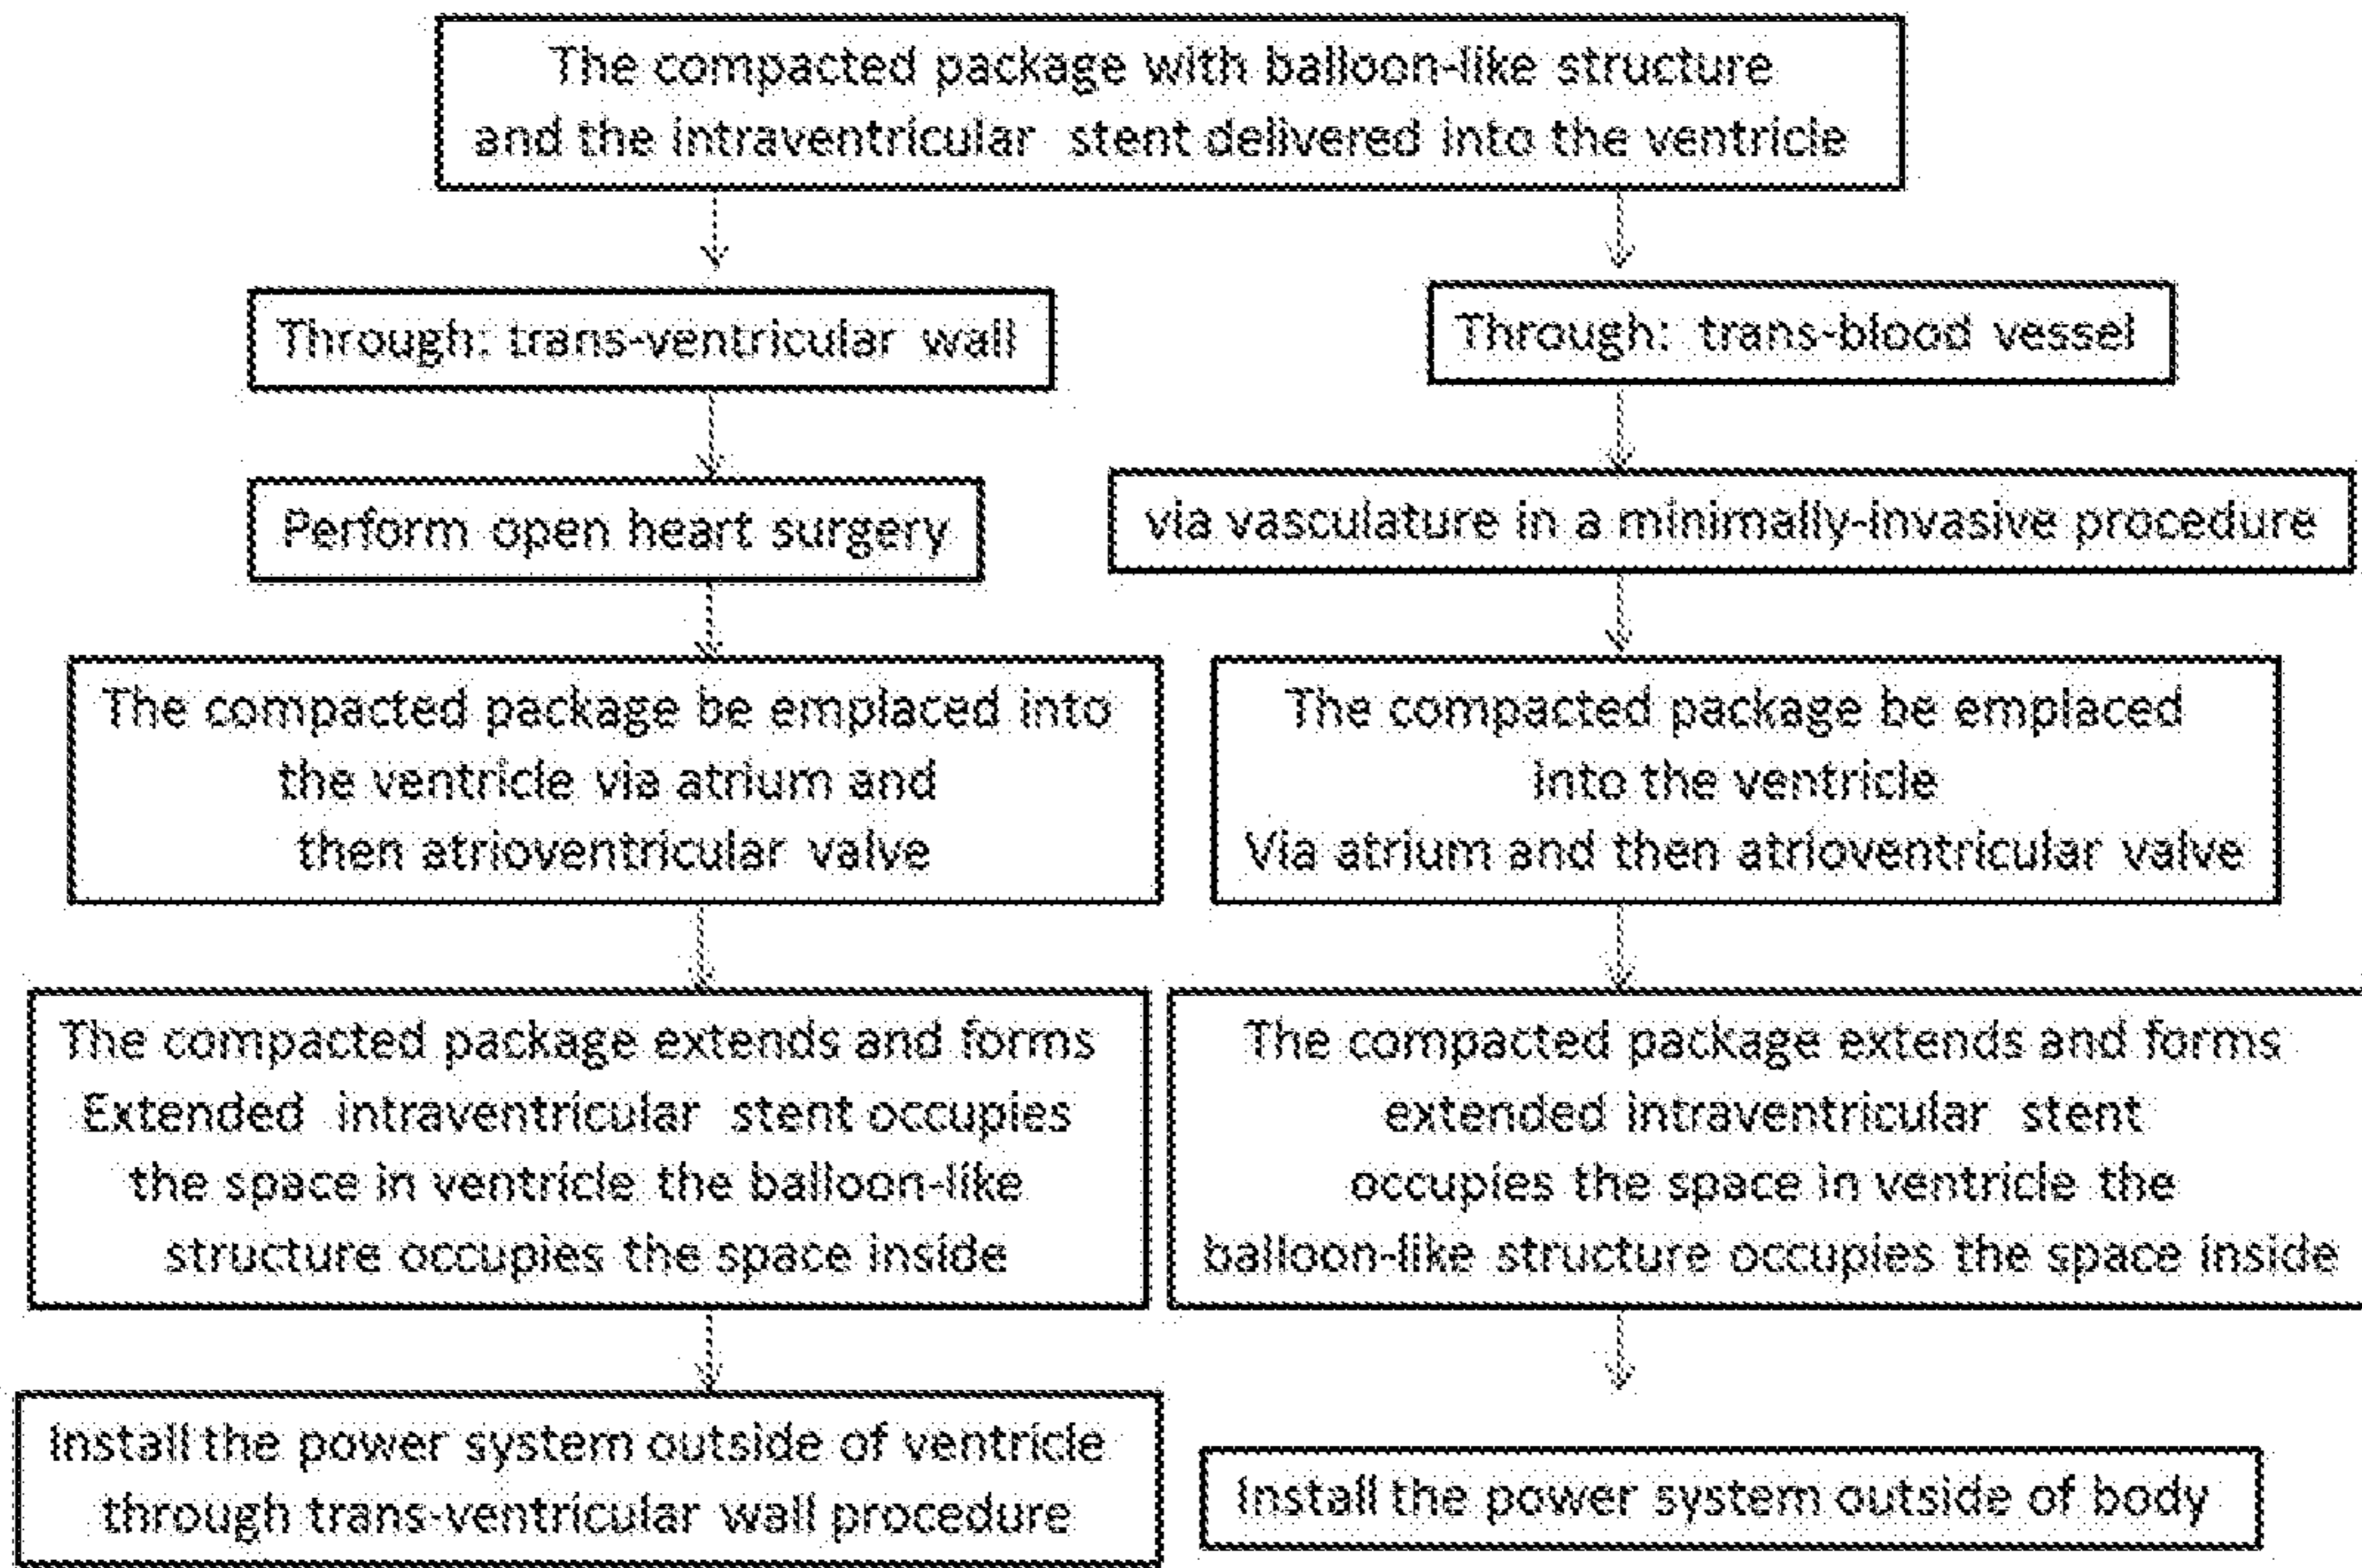 The compacted package with balloon-like structure
and the intraventricular stent delivered into the ventricle
Through: trans-ventricular wall
Through: trans-blood vessel
Perform open heart surgery
via vasculature in a minimally-invasive procedure
The compacted package be emplaced into
the ventricle via atrium and
then atrioventricular valve
The compacted package be emplaced
into the ventricle
Via atrium and then atrioventricular valve
The compacted package extends and forms
Extended intraventricular stent occupies
the space in ventricle the balloon-like
structure occupies the space inside
The compacted package extends and forms
extended intraventricular stent
occupies the space in ventricle the
balloon-like structure occupies the space inside
Install the power system outside of ventricle
through trans-ventricular wall procedure
Install the power system outside of body